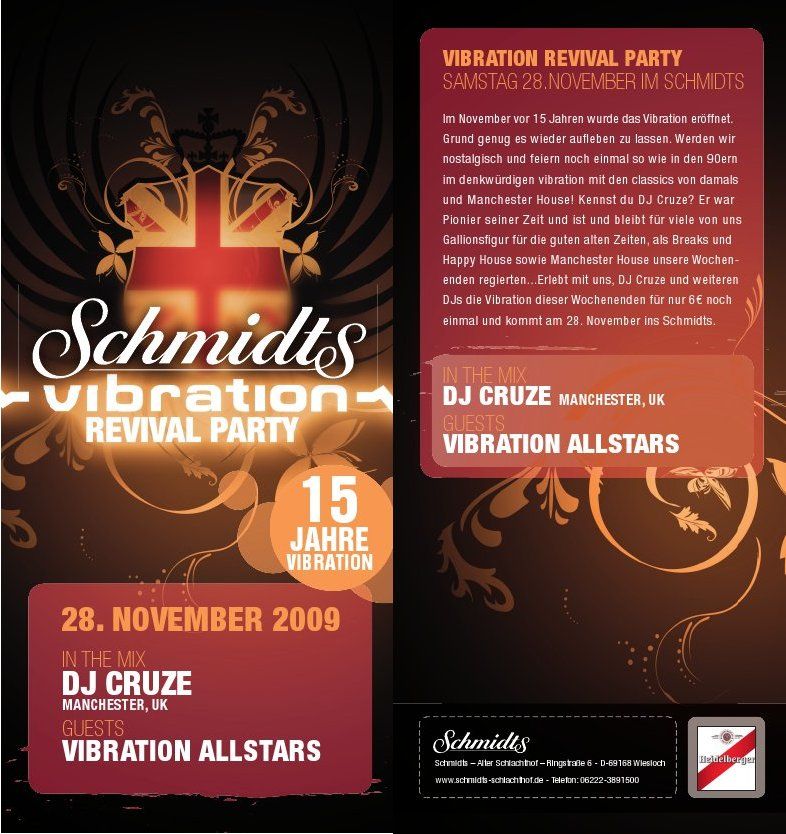 Schmidts
vibration
REVIVAL PARTY
15
JAHRE
VIBRATION
28. NOVEMBER 2009
IN THE MIX
DJ CRUZE
MANCHESTER, UK
GUESTS
VIBRATION ALLSTARS
VIBRATION REVIVAL PARTY
SAMSTAG 28.NOVEMBER IM SCHMIDTS
Im November vor 15 Jahren wurde das Vibration eröffnet.
Grund genug es wieder aufleben zu lassen. Werden wir
nostalgisch und feiern noch einmal so wie in den 90ern
im denkwürdigen vibration mit den classics von damals
und Manchester House! Kennst du DJ Cruze? Er war
Pionier seiner Zeit und ist und bleibt für viele von uns
Gallionsfigur für die guten alten Zeiten, als Breaks und
Happy House sowie Manchester House unsere Wochen-
enden regierten...Erlebt mit uns, DJ Cruze und weiteren
DJs die Vibration dieser Wochenenden für nur 6€ noch
einmal und kommt am 28. November ins Schmidts.
IN THE MIX
DJ CRUZE MANCHESTER, UK
GUESTS
VIBRATION ALLSTARS
Schmidts
Schmidts – Alter Schlachthof – Ringstraße 6 - D-69168 Wiesloch
www.schmidts-schlachthof.de - Telefon: 06222-3891500
Heidelberger